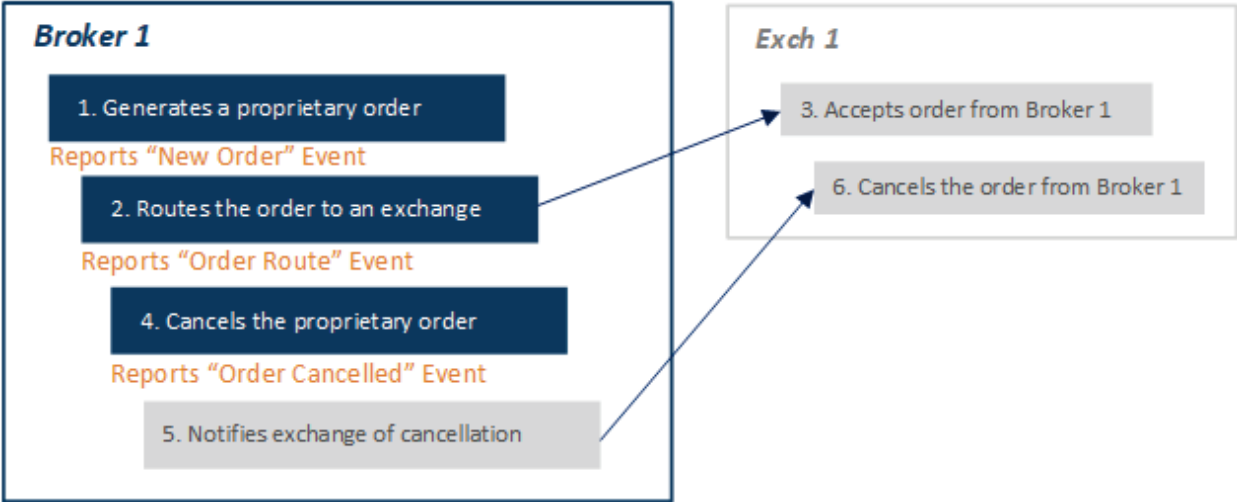 Broker 1
1. Generates a proprietary order
Reports “New Order” Event
2. Routes the order to an exchange
Reports “Order Route” Event
4. Cancels the proprietary order
Reports “Order Cancelled” Event
5. Notifies exchange of cancellation
Exch 1
3. Accepts order from Broker 1
6. Cancels the order from Broker 1